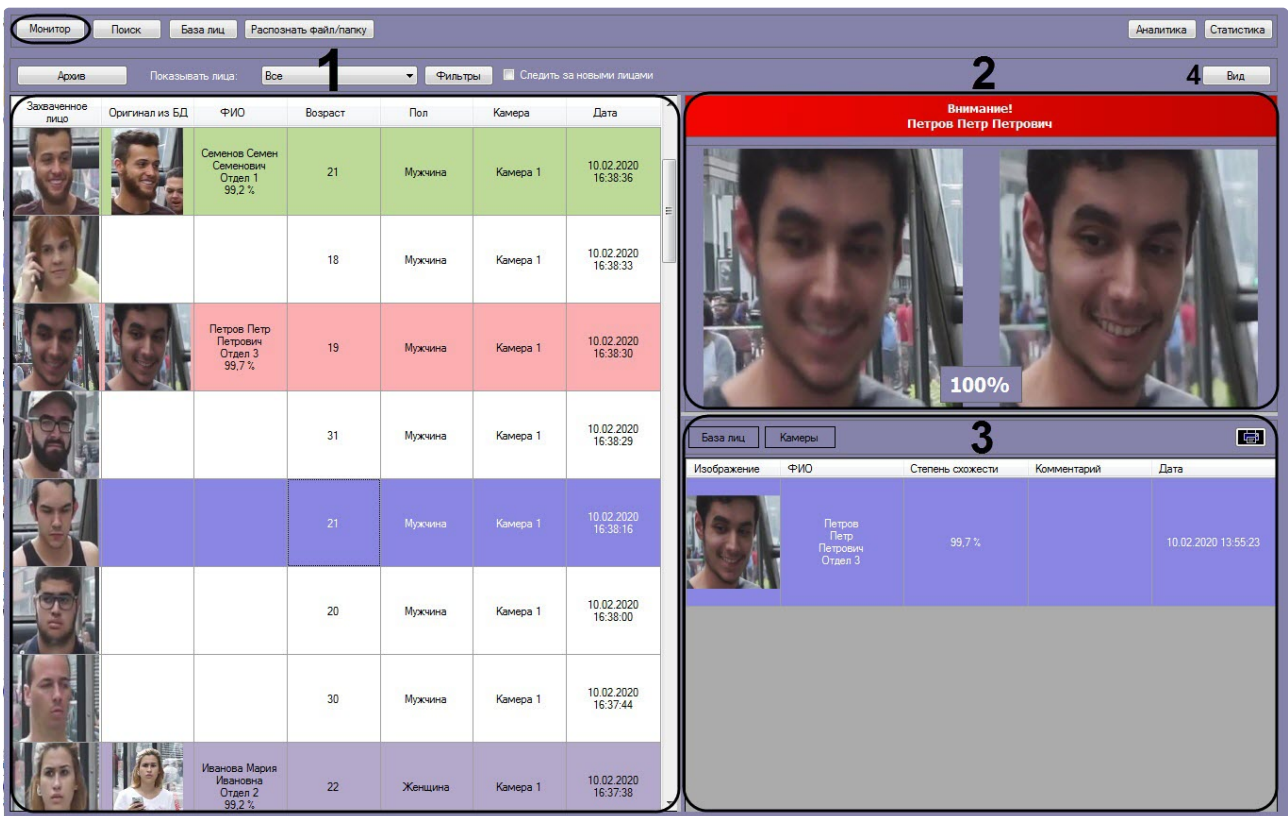 Монитор
Поиск
База лиц
Распознать файл/папку
Аналитика
Статистика
Архив
Показывать лица:
Все
1
Фильтры
Следить за новыми лицами
2
4
Вид
Захваченное
лицо
Оригинал из БД
ФИО
Возраст
Пол
Камера
Дата
Семенов Семен
Семенович
Отдел 1
99,2 %
21
Мужчина
Камера 1
10.02.2020
16:38:36
18
Мужчина
Камера 1
10.02.2020
16:38:33
Петров Петр
Петрович
Отдел 3
99,7 %
19
Мужчина
Камера 1
10.02.2020
16:38:30
31
Мужчина
Камера 1
10.02.2020
16:38:29
21
Мужчина
Камера 1
10.02.2020
16:38:16
20
Мужчина
Камера 1
10.02.2020
16:38:00
30
Мужчина
Камера 1
10.02.2020
16:37:44
Иванова Мария
Ивановна
Отдел 2
99,2 %
22
Женщина
Камера 1
10.02.2020
16:37:38
Внимание!
Петров Петр Петрович
100%
База лиц
Камеры
3
Изображение
ФИО
Степень схожести
Комментарий
Дата
Петров
Петр
Петрович
Отдел 3
99,7 %
10.02.2020 13:55:23